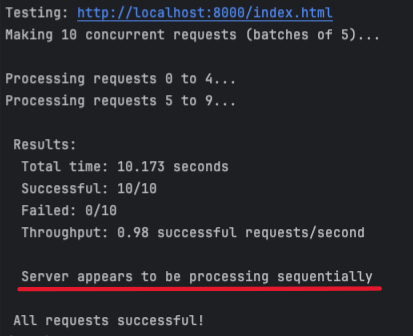 Testing: http://localhost:8000/index.html
Making 10 concurrent requests (batches of 5)...
Processing requests 0 to 4...
Processing requests 5 to 9...
Results:
Total time: 10.173 seconds
Successful: 10/10
Failed: 0/10
Throughput: 0.98 successful requests/second
Server appears to be processing sequentially
All requests successful!